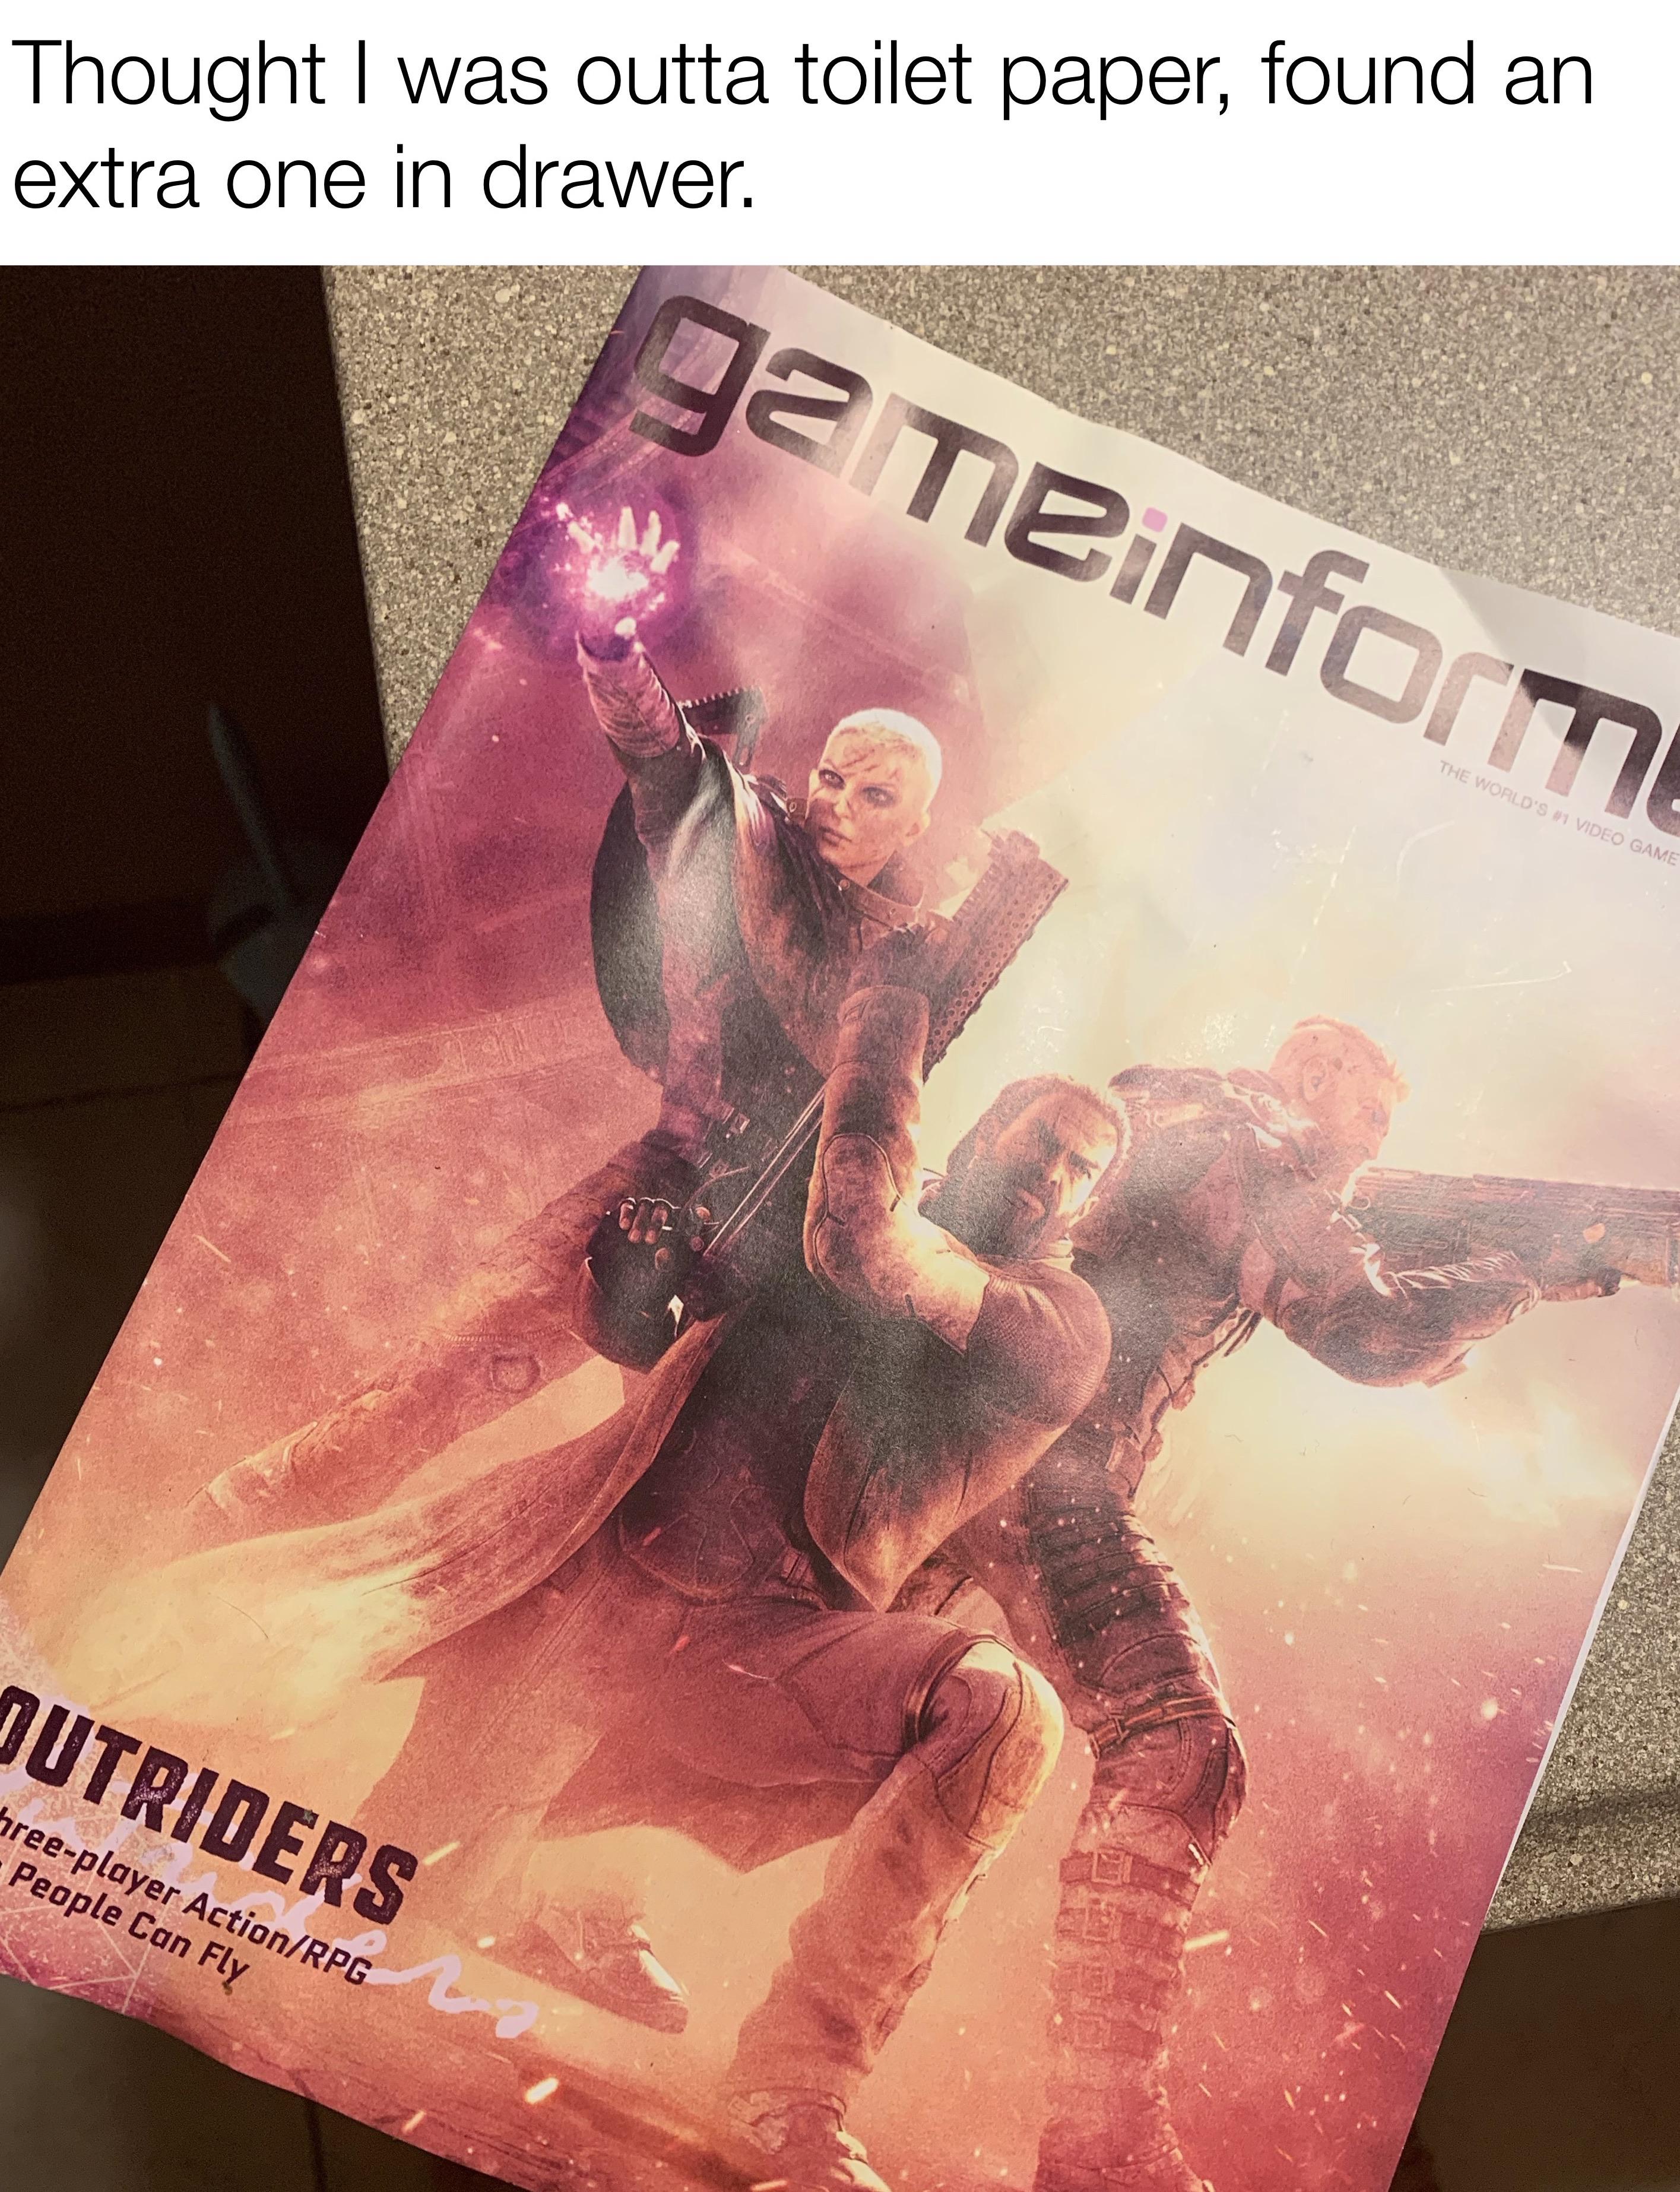 Thought I was outta toilet paper, found an
extra one in drawer.
gameinform
THE WORLD'S #1 VIDEO GAME
OUTRIDERS
hree-player Action/RPG
People Can Fly